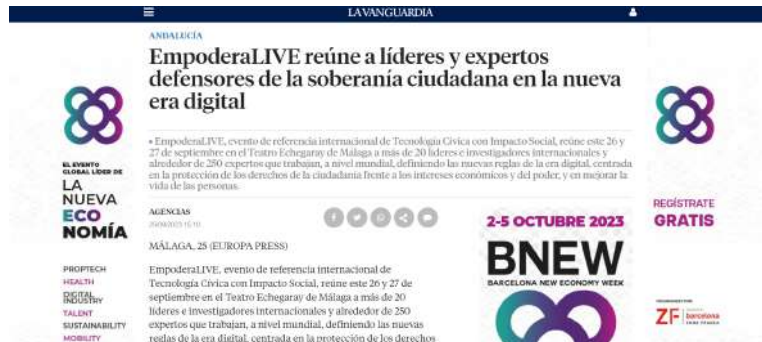 LA VANGUARDIA
ANDALUCÍA
EmpoderaLIVE reúne a líderes y expertos
defensores de la soberanía ciudadana en la nueva
era digital
• EmpoderaLIVE, evento de referencia internacional de Tecnología Cívica con Impacto Social, reúne este 26 y
27 de septiembre en el Teatro Echegaray de Málaga a más de 20 líderes e investigadores internacionales y
alrededor de 250 expertos que trabajan, a nivel mundial, definiendo las nuevas reglas de la era digital, centrada
en la protección de los derechos de la ciudadanía frente a los intereses económicos y del poder, y en mejorar la
vida de las personas.
AGENCIAS
MÁLAGA, 25 (EUROPA PRESS)
EmpoderaLIVE, evento de referencia internacional de
Tecnología Cívica con Impacto Social, reúne este 26 y 27 de
septiembre en el Teatro Echegaray de Málaga a más de 20
líderes e investigadores internacionales y alrededor de 250
expertos que trabajan, a nivel mundial, definiendo las nuevas
reglas de la era digital, centrada en la protección de los derechos
EL EVENTO
GLOBAL LÍDER DE
LA
NUEVA
ECO
NOMÍA
PROPTECH
HEALTH
DIGITAL
INDUSTRY
TALENT
SUSTAINABILITY
MOBILITY
2-5 OCTUBRE 2023
BNEW
BARCELONA NEW ECONOMY WEEK
REGÍSTRATE
GRATIS
ZF barcelona